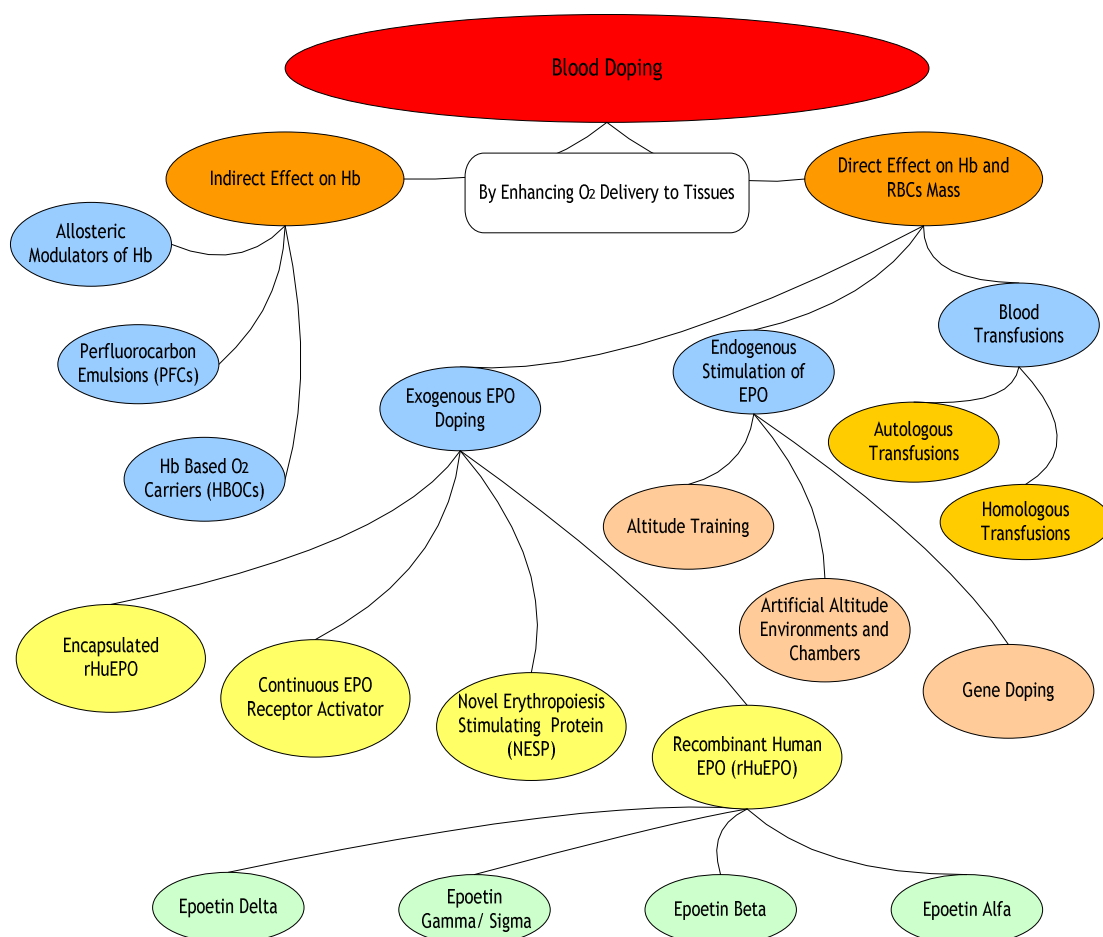 Blood Doping
Indirect Effect on Hb
By Enhancing O₂ Delivery to Tissues
Direct Effect on Hb and
RBCs Mass
Allosteric
Modulators of Hb
Perfluorocarbon
Emulsions (PFCs)
Hb Based O₂
Carriers (HBOCs)
Exogenous EPO
Doping
Endogenous
Stimulation of
EPO
Blood
Transfusions
Autologous
Transfusions
Homologous
Transfusions
Altitude Training
Artificial Altitude
Environments and
Chambers
Gene Doping
Encapsulated
rHuEPO
Continuous EPO
Receptor Activator
Novel Erythropoiesis
Stimulating  Protein
(NESP)
Recombinant Human
EPO (rHuEPO)
Epoetin Delta
Epoetin
Gamma/ Sigma
Epoetin Beta
Epoetin Alfa